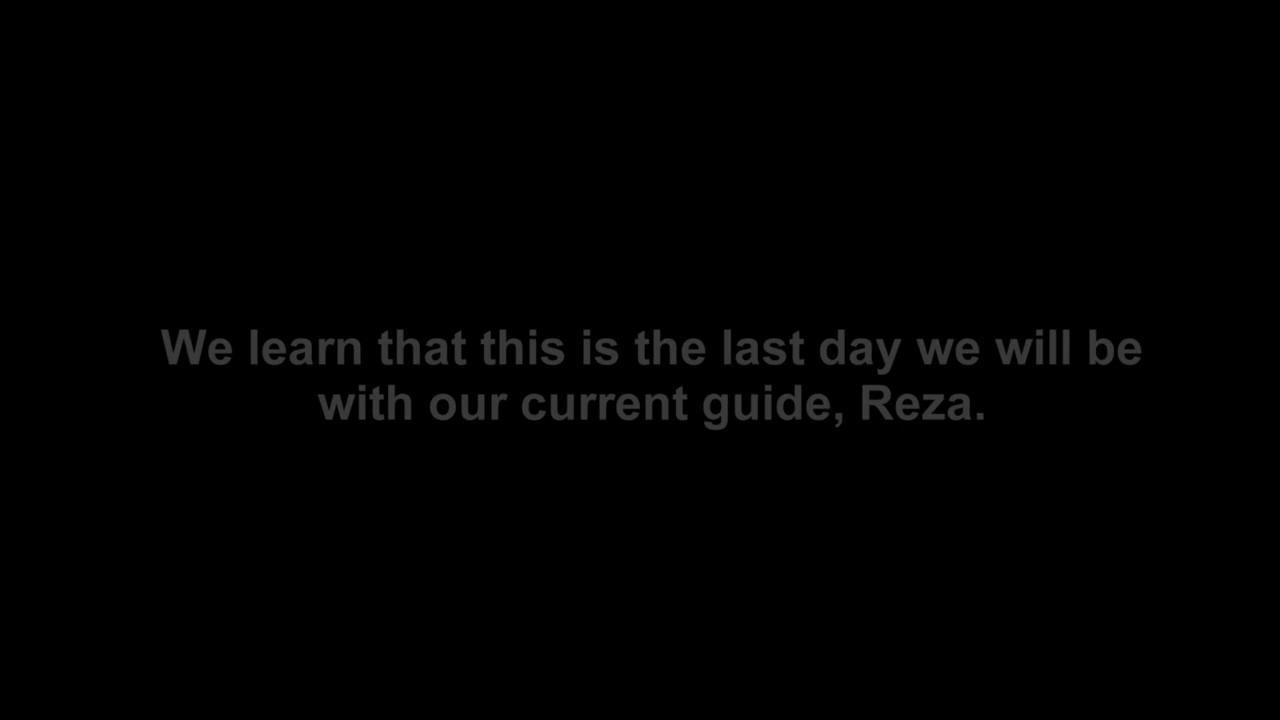 We learn that this is the last day we will be
with our current guide, Reza.